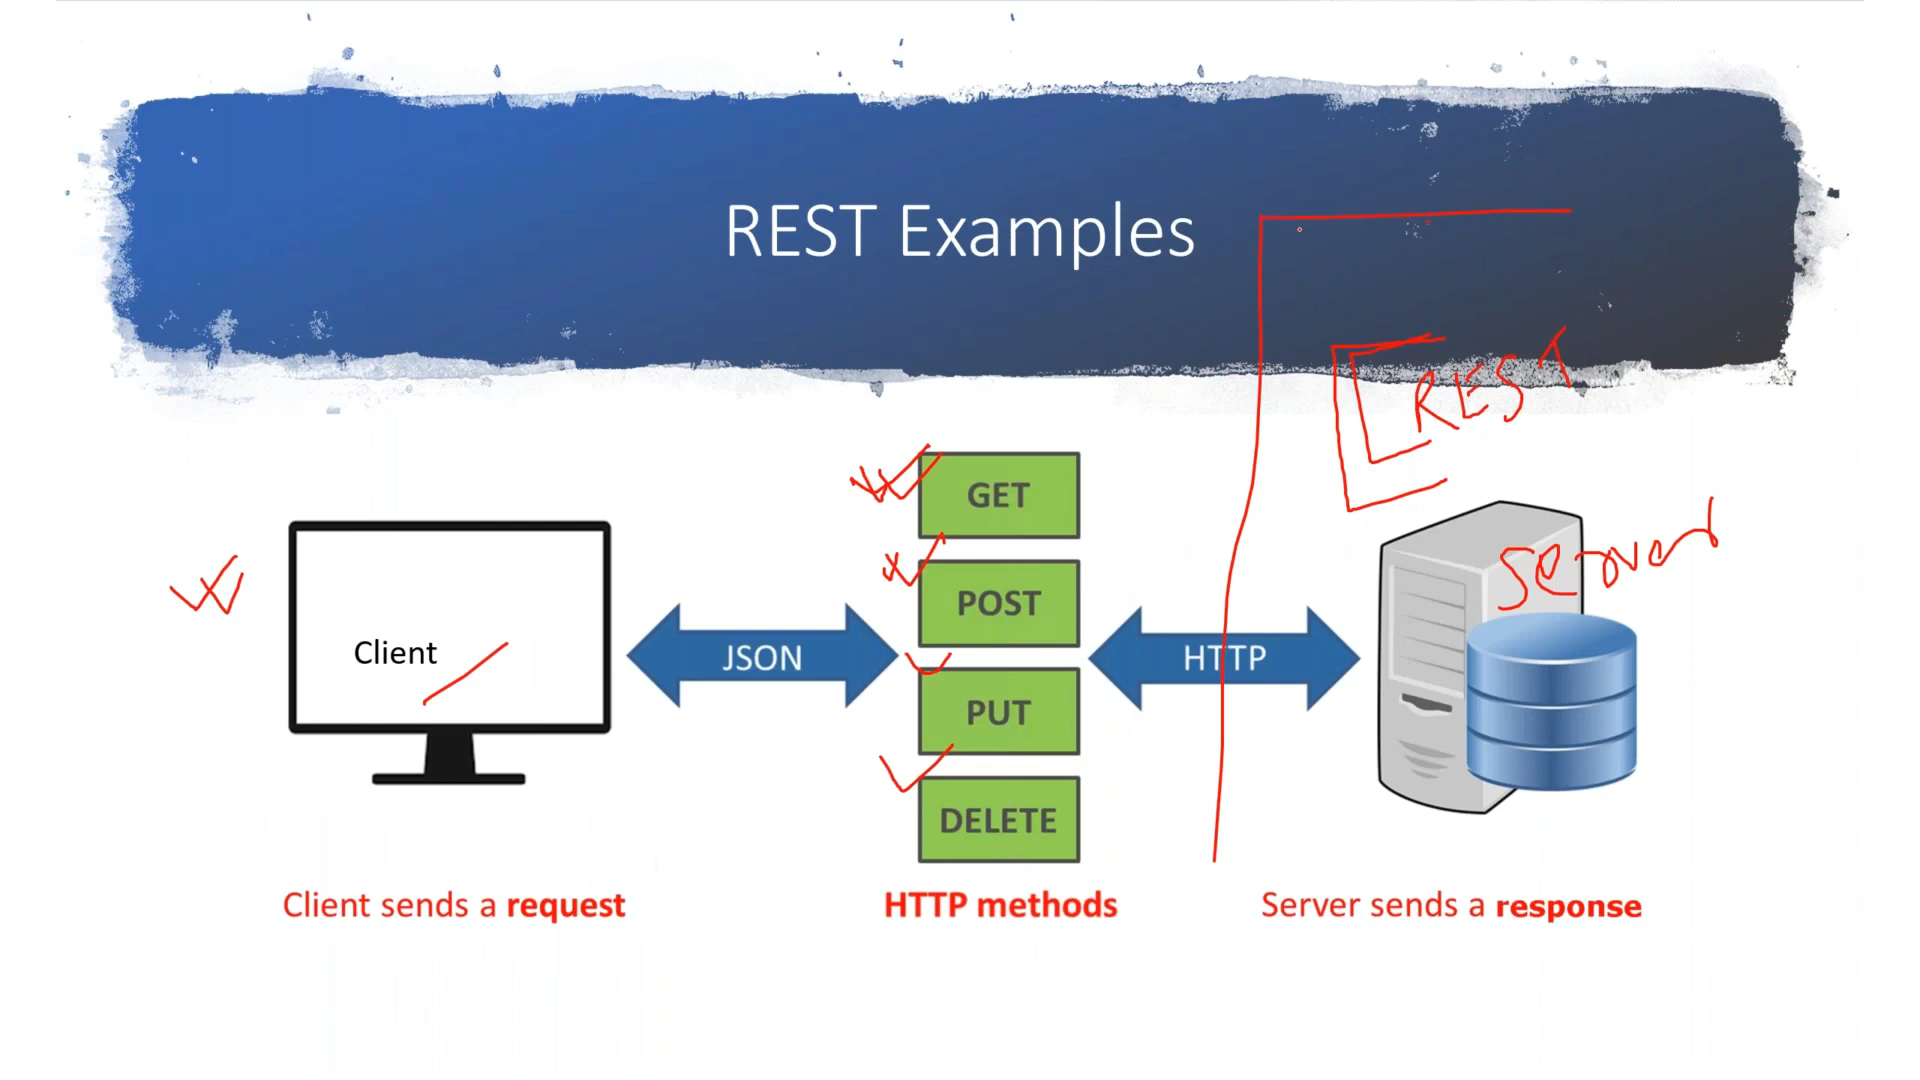 REST Examples
REST
GET
POST
PUT
DELETE
Client
JSON
HTTP
Server
Client sends a request
HTTP methods
Server sends a response